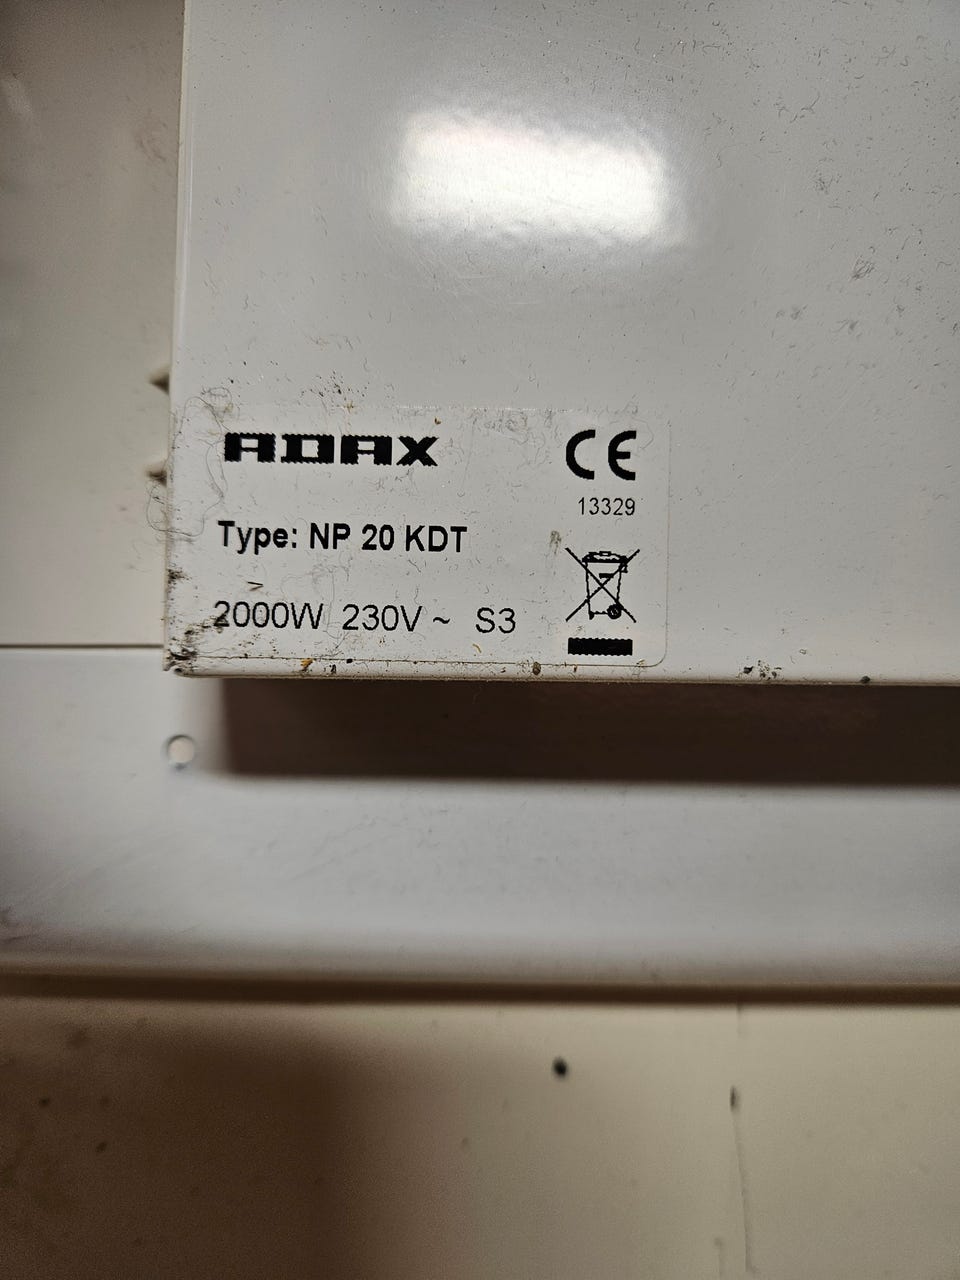 ADAX
CE
13329
Type: NP 20 KDT
2000W 230V ~ S3